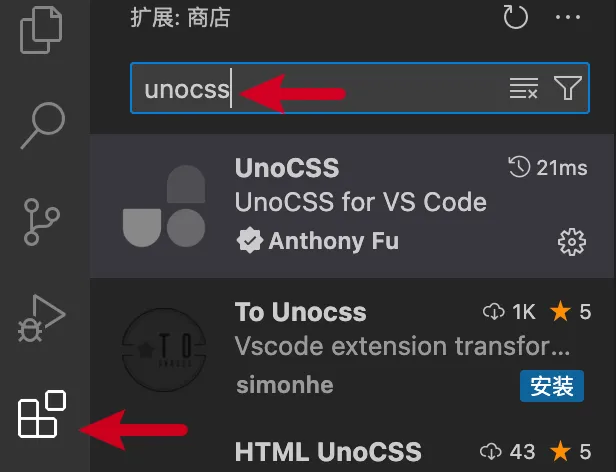 扩展: 商店
unocss
UnoCSS
21ms
UnoCSS for VS Code
Anthony Fu
To Unocss
1K
5
Vscode extension transfor...
simonhe
安装
HTML UnoCSS
43
5